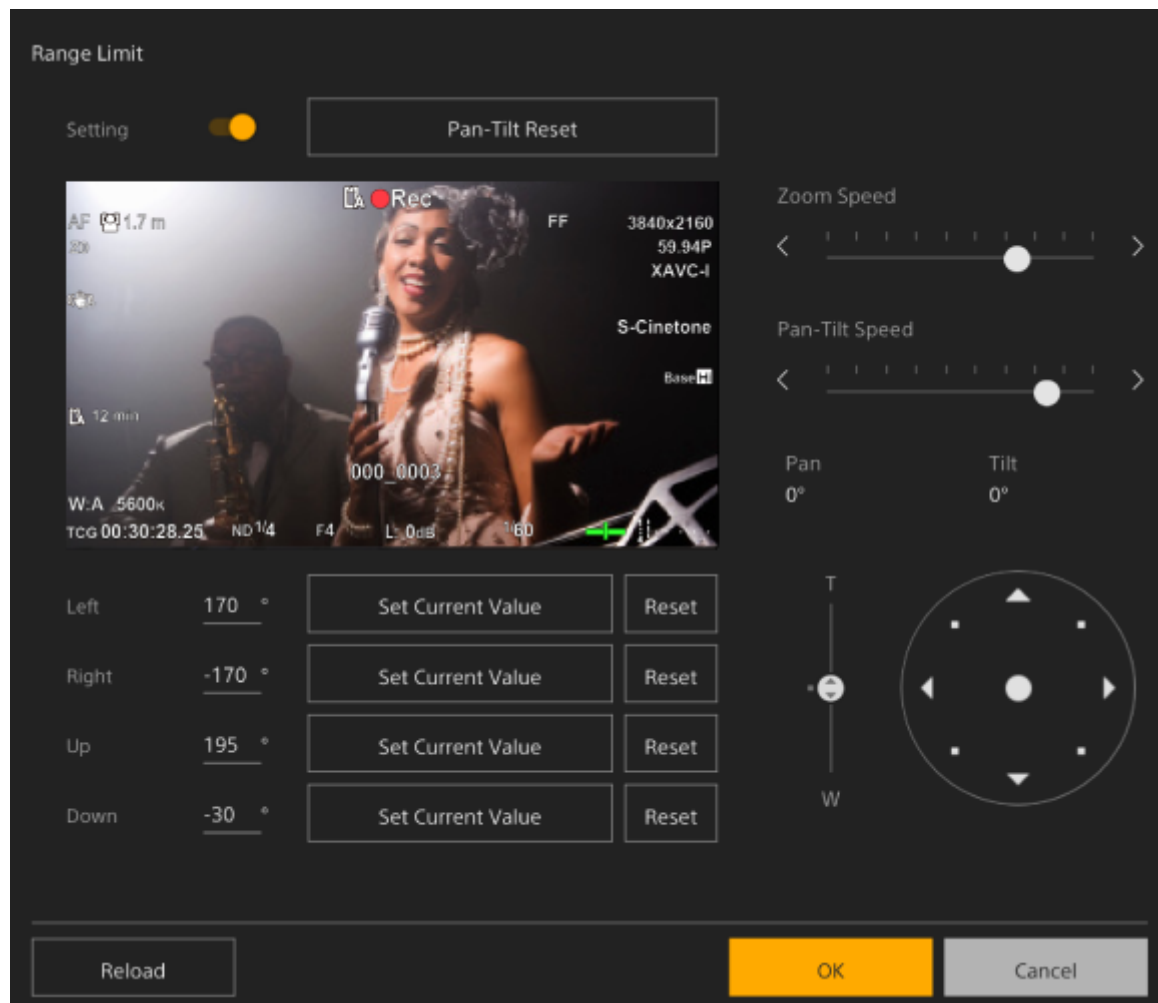 Range Limit
Setting
Pan-Tilt Reset
Rec
AF 1.7 m
FF
3840x2160
59.94P
XAVC-I
S-Cinetone
Base HI
12 min
000_0003
W:A 5600K
TCG 00:30:28.25 ND 1/4 F4 L: 0dB 1/60
Zoom Speed
Pan-Tilt Speed
Pan Tilt
0° 0°
Left 170 ° Set Current Value Reset
Right -170 ° Set Current Value Reset
Up 195 ° Set Current Value Reset
Down -30 ° Set Current Value Reset
T
W
Reload
OK
Cancel